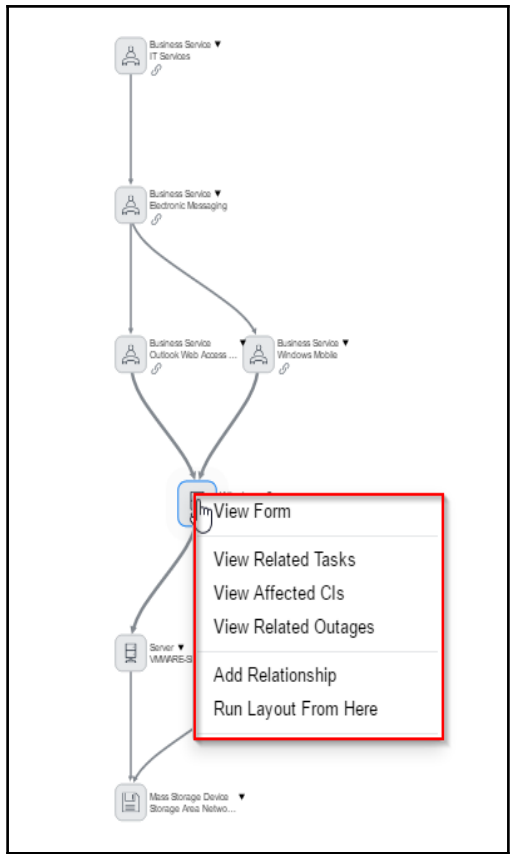 Business Service ▼
IT Services
Business Service ▼
Electronic Messaging
Business Service ▼
Outlook Web Access ...
Business Service ▼
Windows Mobile
View Form
View Related Tasks
View Affected CIs
View Related Outages
Add Relationship
Run Layout From Here
Server ▼
Mass Storage Device ▼
Storage Area Netwo...